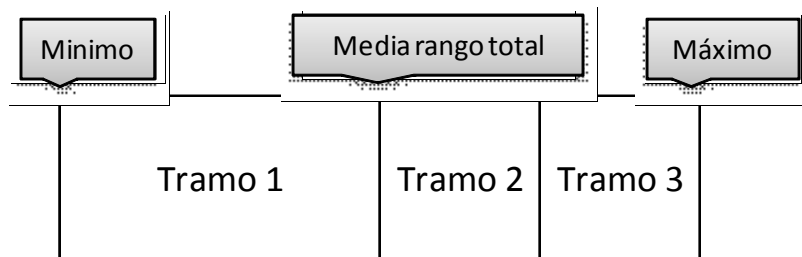 Minimo
Media rango total
Máximo
Tramo 1
Tramo 2
Tramo 3